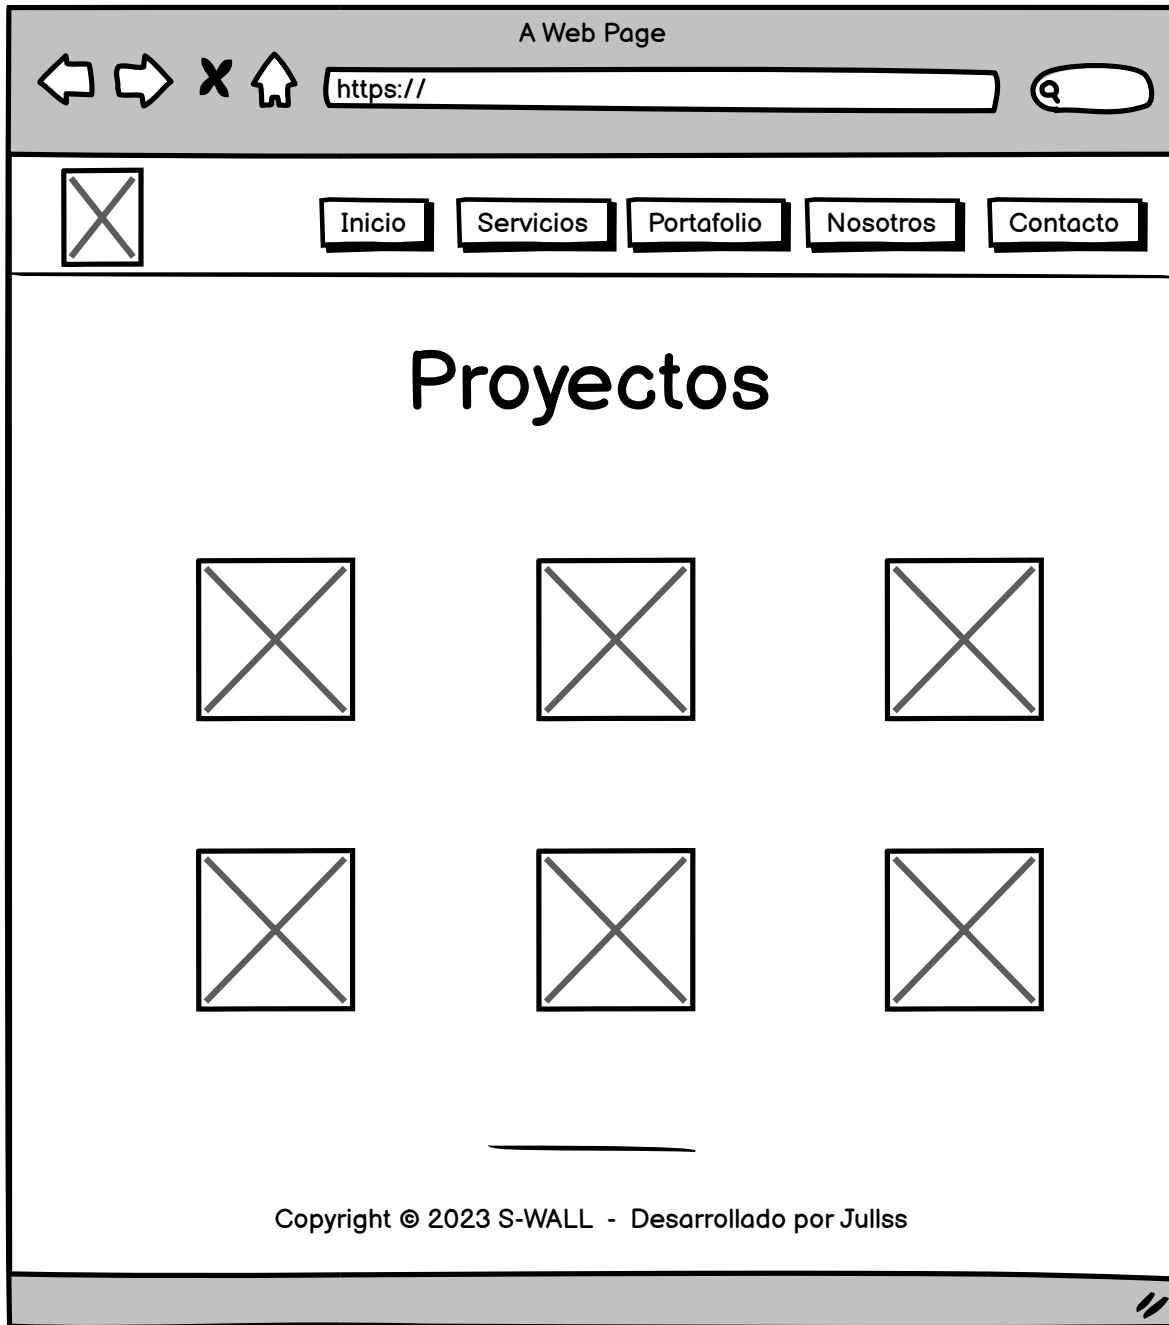 A Web Page
https://
Inicio Servicios Portafolio Nosotros Contacto
Proyectos
Copyright © 2023 S-WALL - Desarrollado por Jullss